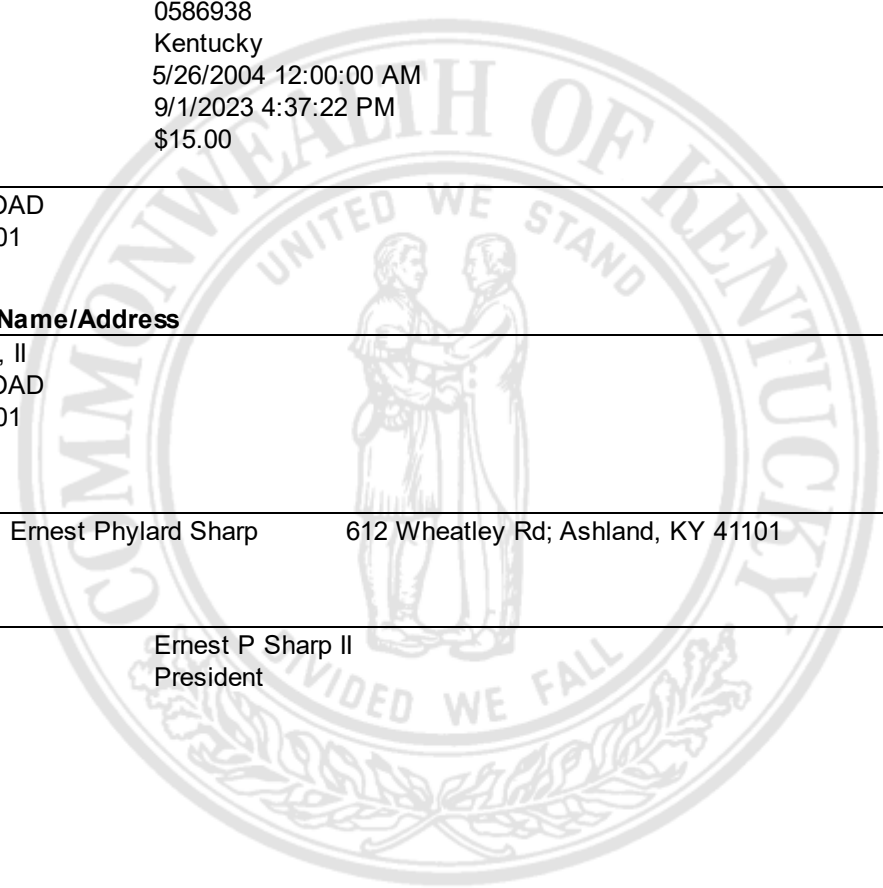 0586938
Kentucky
5/26/2004 12:00:00 AM
9/1/2023 4:37:22 PM
$15.00
OAD
01
Name/Address
, II
OAD
01
Ernest Phylard Sharp 612 Wheatley Rd; Ashland, KY 41101
Ernest P Sharp II
President
COMMONWEALTH OF KENTUCKY
UNITED WE STAND
DIVIDED WE FALL